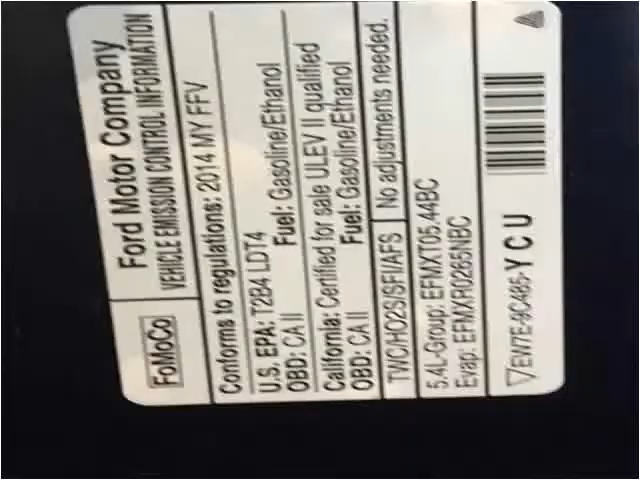 FoMoCo
Ford Motor Company
VEHICLE EMISSION CONTROL INFORMATION
Conforms to regulations: 2014 MY FFV
U.S. EPA: T2B4 LDT4
OBD: CA II Fuel: Gasoline/Ethanol
California: Certified for sale ULEV II qualified
OBD: CA II Fuel: Gasoline/Ethanol
TWC/HO2S/SFI/AFS No adjustments needed.
5.4L-Group: EFMXT05.44BC
Evap: EFMXR0265NBC
EW7E-9C485-YCU